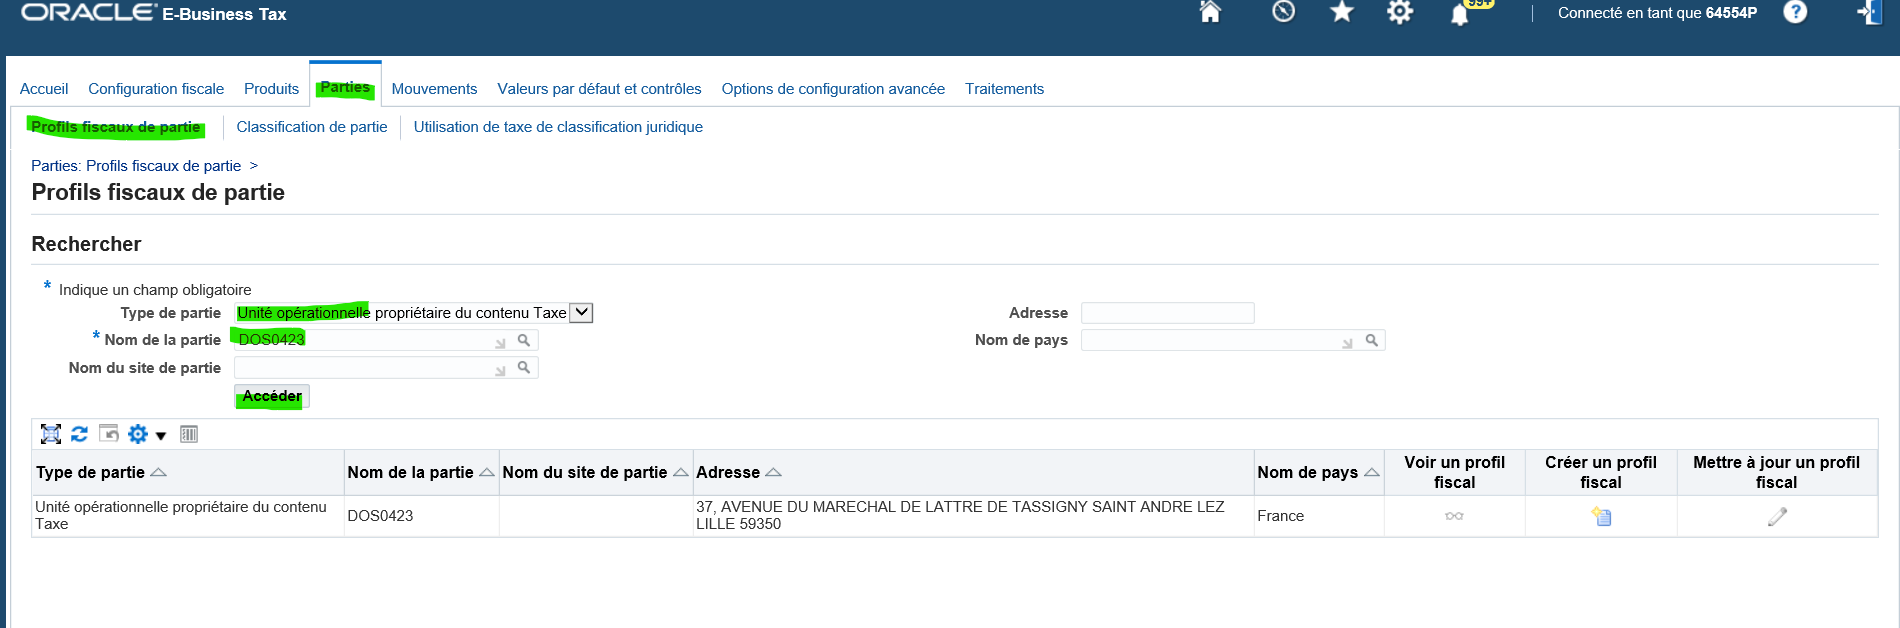 ORACLE E-Business Tax
99+
Connecté en tant que 64554P
?
Accueil Configuration fiscale Produits Parties Mouvements Valeurs par défaut et contrôles Options de configuration avancée Traitements
Profils fiscaux de partie Classification de partie Utilisation de taxe de classification juridique
Parties: Profils fiscaux de partie >
Profils fiscaux de partie
Rechercher
* Indique un champ obligatoire
Type de partie Unité opérationnelle propriétaire du contenu Taxe Adresse
* Nom de la partie DOS0423 Nom de pays
Nom du site de partie
Accéder
Type de partie Nom de la partie Nom du site de partie Adresse Nom de pays Voir un profil fiscal Créer un profil fiscal Mettre à jour un profil fiscal
Unité opérationnelle propriétaire du contenu Taxe DOS0423 37, AVENUE DU MARECHAL DE LATTRE DE TASSIGNY SAINT ANDRE LEZ LILLE 59350 France